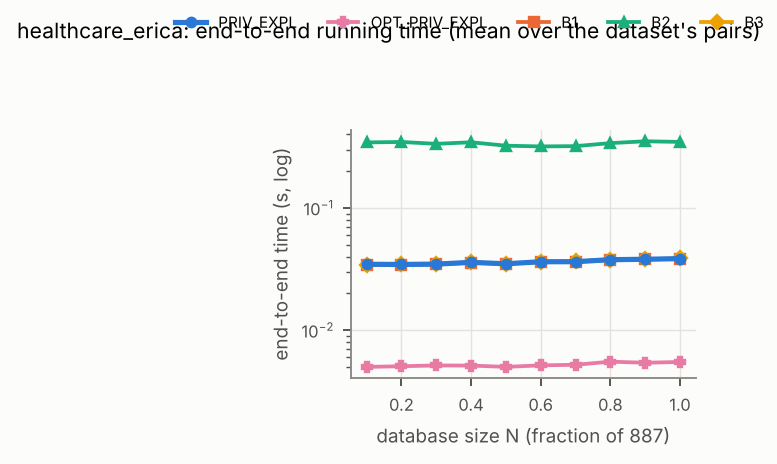 PRIV_EXPL OPT_PRIV_EXPL B1 B2 B3
healthcare_erica: end-to-end running time (mean over the dataset's pairs)
end-to-end time (s, log)
10⁻¹
10⁻²
0.2 0.4 0.6 0.8 1.0
database size N (fraction of 887)